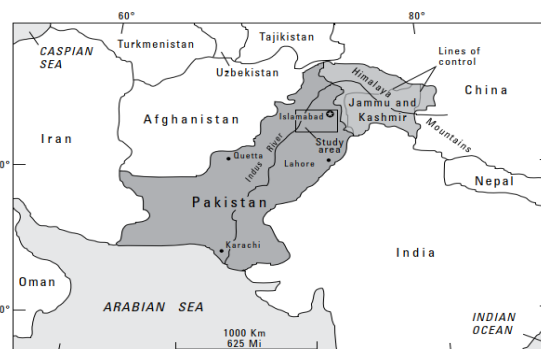 60°
80°
CASPIAN
SEA
Turkmenistan
Tajikistan
Uzbekistan
Lines of
control
Himalaya
Mountains
China
Jammu and
Kashmir
Afghanistan
Islamabad
Iran
Study
area
Quetta
Indus River
Lahore
0°
Nepal
Pakistan
Karachi
India
Oman
ARABIAN SEA
0°
INDIAN
OCEAN
1000 Km
625 Mi